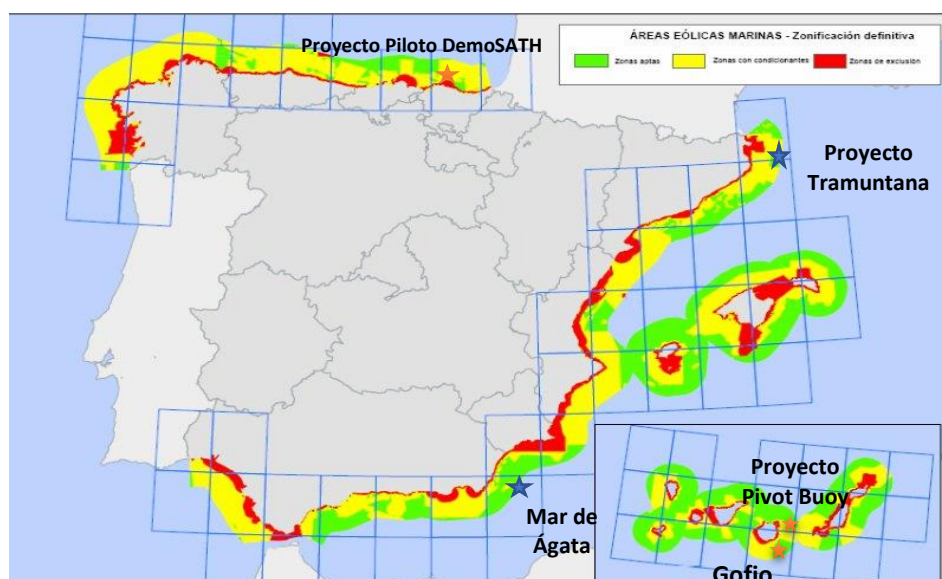 Proyecto Piloto DemoSATH
ÁREAS EÓLICAS MARINAS - Zonificación definitiva
Zonas aptas
Zonas con condicionantes
Zonas de exclusión
Proyecto
Tramuntana
Mar de
Ágata
Proyecto
Pivot Buoy
Gofio